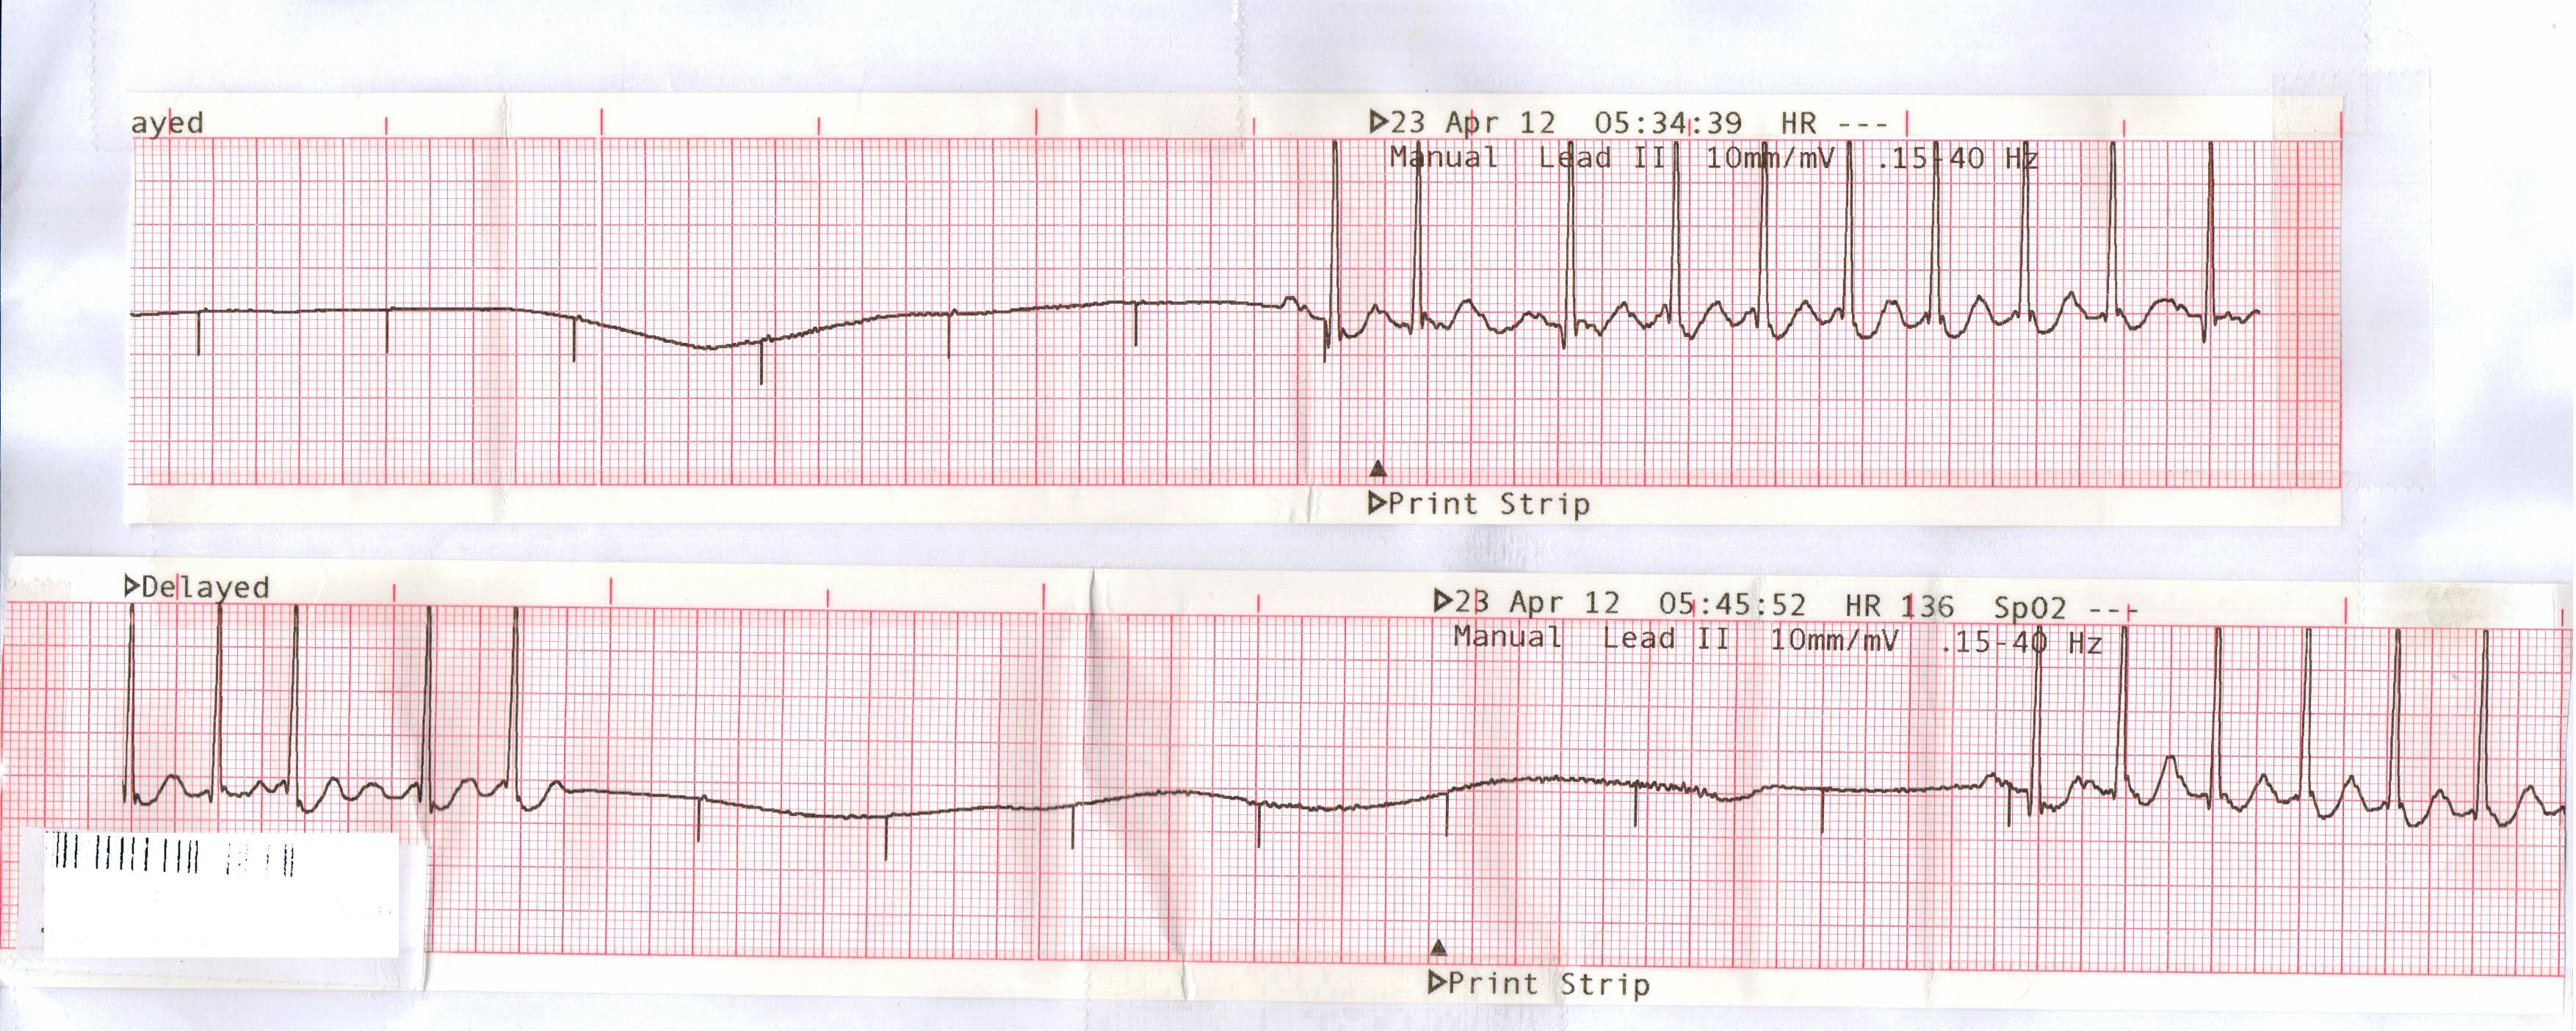 ayed
▷23 Apr 12 05:34:39 HR ---
Manual Lead II 10mm/mV .15-40 Hz
▷Print Strip
▷Delayed
▷23 Apr 12 05:45:52 HR 136 SpO2 ---
Manual Lead II 10mm/mV .15-40 Hz
▷Print Strip